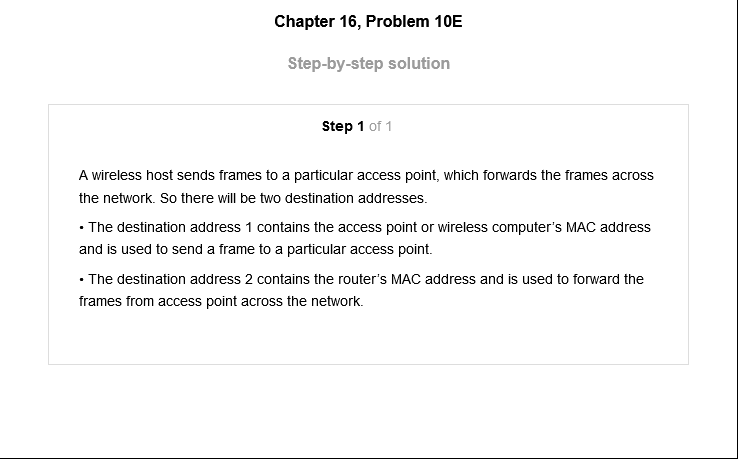 Chapter 16, Problem 10E
Step-by-step solution
Step 1 of 1
A wireless host sends frames to a particular access point, which forwards the frames across
the network. So there will be two destination addresses.
• The destination address 1 contains the access point or wireless computer’s MAC address
and is used to send a frame to a particular access point.
• The destination address 2 contains the router’s MAC address and is used to forward the
frames from access point across the network.